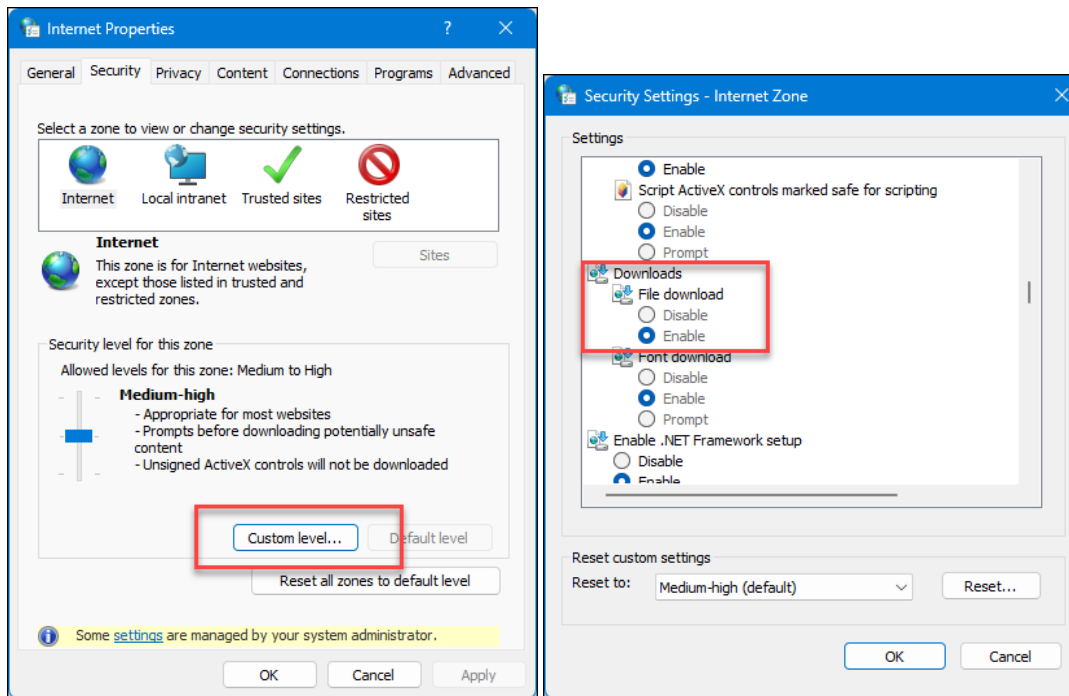 Internet Properties
?
General Security Privacy Content Connections Programs Advanced
Select a zone to view or change security settings.
Internet Local intranet Trusted sites Restricted
sites
Internet
Sites
This zone is for Internet websites,
except those listed in trusted and
restricted zones.
Security level for this zone
Allowed levels for this zone: Medium to High
Medium-high
- Appropriate for most websites
- Prompts before downloading potentially unsafe
content
- Unsigned ActiveX controls will not be downloaded
Custom level... Default level
Reset all zones to default level
Some settings are managed by your system administrator.
OK Cancel Apply
Security Settings - Internet Zone
Settings
Enable
Script ActiveX controls marked safe for scripting
Disable
Enable
Prompt
Downloads
File download
Disable
Enable
Font download
Disable
Enable
Prompt
Enable .NET Framework setup
Disable
Enable
Reset custom settings
Reset to: Medium-high (default) Reset...
OK Cancel